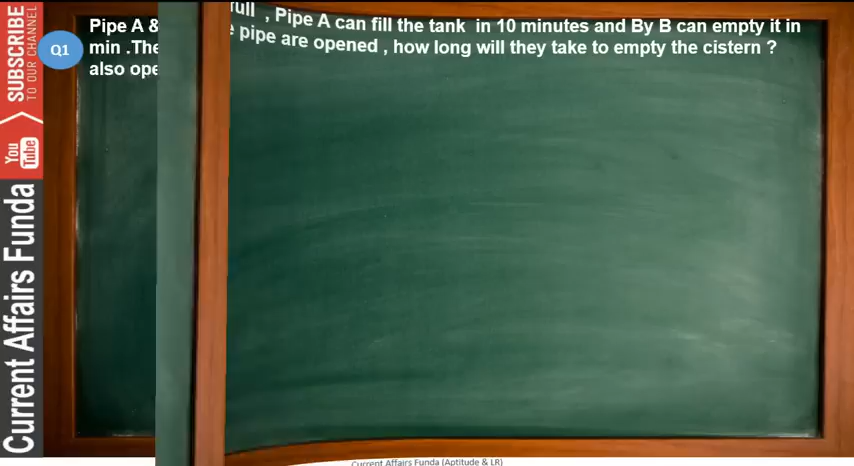 SUBSCRIBE
TO OUR CHANNEL
You
Tube
Current Affairs Funda
Q1
Pipe A &
min .The
also ope
full , Pipe A can fill the tank in 10 minutes and By B can empty it in
pipe are opened , how long will they take to empty the cistern ?
Current Affairs Funda (Aptitude & LR)